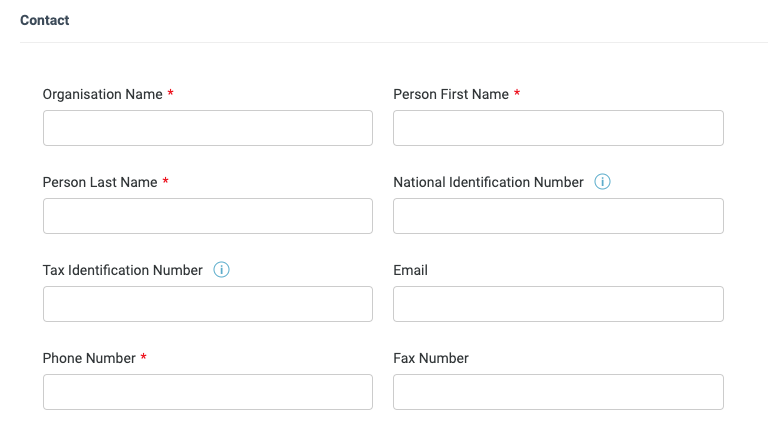 Contact
Organisation Name *
Person First Name *
Person Last Name *
National Identification Number
Tax Identification Number
Email
Phone Number *
Fax Number